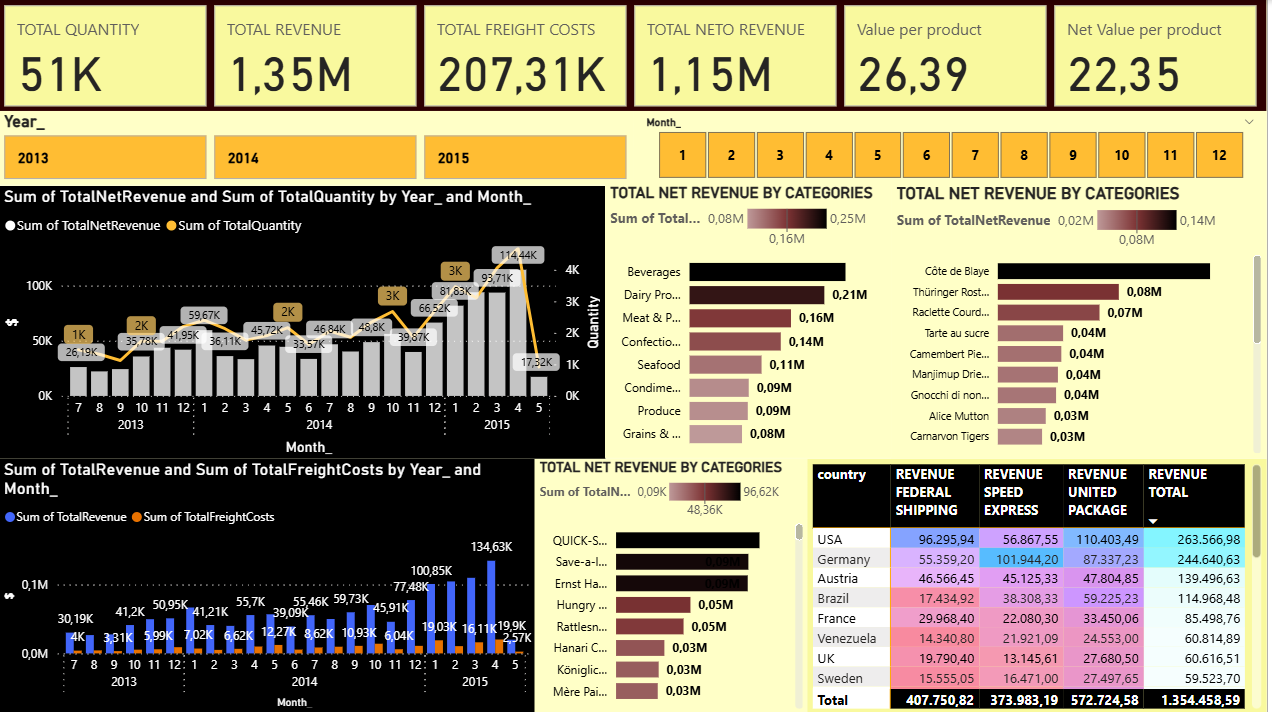 TOTAL QUANTITY
51K
TOTAL REVENUE
1,35M
TOTAL FREIGHT COSTS
207,31K
TOTAL NETO REVENUE
1,15M
Value per product
26,39
Net Value per product
22,35
Year_
2013 2014 2015
Month_
1 2 3 4 5 6 7 8 9 10 11 12
Sum of TotalNetRevenue and Sum of TotalQuantity by Year_ and Month_
Sum of TotalNetRevenue Sum of TotalQuantity
100K
50K
0K
$
26,19K
35,78K
41,95K
59,67K
36,11K
45,72K
33,57K
46,84K
48,8K
39,87K
66,52K
81,83K
93,71K
114,44K
17,32K
1K
2K
2K
3K
3K
4K
3K
2K
1K
0K
Quantity
7 8 9 10 11 12 1 2 3 4 5 6 7 8 9 10 11 12 1 2 3 4 5
2013 2014 2015
Month_
TOTAL NET REVENUE BY CATEGORIES
Sum of Total... 0,08M 0,25M
0,16M
Beverages
Dairy Pro... 0,21M
Meat & P... 0,16M
Confectio... 0,14M
Seafood 0,11M
Condime... 0,09M
Produce 0,09M
Grains & ... 0,08M
TOTAL NET REVENUE BY CATEGORIES
Sum of TotalNetRevenue 0,02M 0,14M
0,08M
Côte de Blaye
Thüringer Rost... 0,08M
Raclette Courd... 0,07M
Tarte au sucre 0,04M
Camembert Pie... 0,04M
Manjimup Drie... 0,04M
Gnocchi di non... 0,04M
Alice Mutton 0,03M
Carnarvon Tigers 0,03M
Sum of TotalRevenue and Sum of TotalFreightCosts by Year_ and
Month_
Sum of TotalRevenue Sum of TotalFreightCosts
0,1M
0,0M
$
30,19K
41,2K
50,95K
41,21K
55,7K
39,09K
55,46K
59,73K
45,91K
77,48K
100,85K
134,63K
19,9K
4K
3,31K
5,99K
7,02K
6,62K
12,27K
8,62K
10,93K
6,04K
19,03K
16,11K
2,57K
7 8 9 10 11 12 1 2 3 4 5 6 7 8 9 10 11 12 1 2 3 4 5
2013 2014 2015
Month_
TOTAL NET REVENUE BY CATEGORIES
Sum of TotalN... 0,09K 96,62K
48,36K
QUICK-S...
Save-a-l... 0,09M
Ernst Ha... 0,09M
Hungry ... 0,05M
Rattlesn... 0,05M
Hanari C... 0,03M
Königlic... 0,03M
Mère Pai... 0,03M
country REVENUE FEDERAL SHIPPING REVENUE SPEED EXPRESS REVENUE UNITED PACKAGE REVENUE TOTAL
USA 96.295,94 56.867,55 110.403,49 263.566,98
Germany 55.359,20 101.944,20 87.337,23 244.640,63
Austria 46.566,45 45.125,33 47.804,85 139.496,63
Brazil 17.434,92 38.308,33 59.225,23 114.968,48
France 29.968,40 22.080,30 33.450,06 85.498,76
Venezuela 14.340,80 21.921,09 24.553,00 60.814,89
UK 19.790,40 13.145,61 27.680,50 60.616,51
Sweden 15.555,05 16.471,00 27.497,65 59.523,70
Total 407.750,82 373.983,19 572.724,58 1.354.458,59